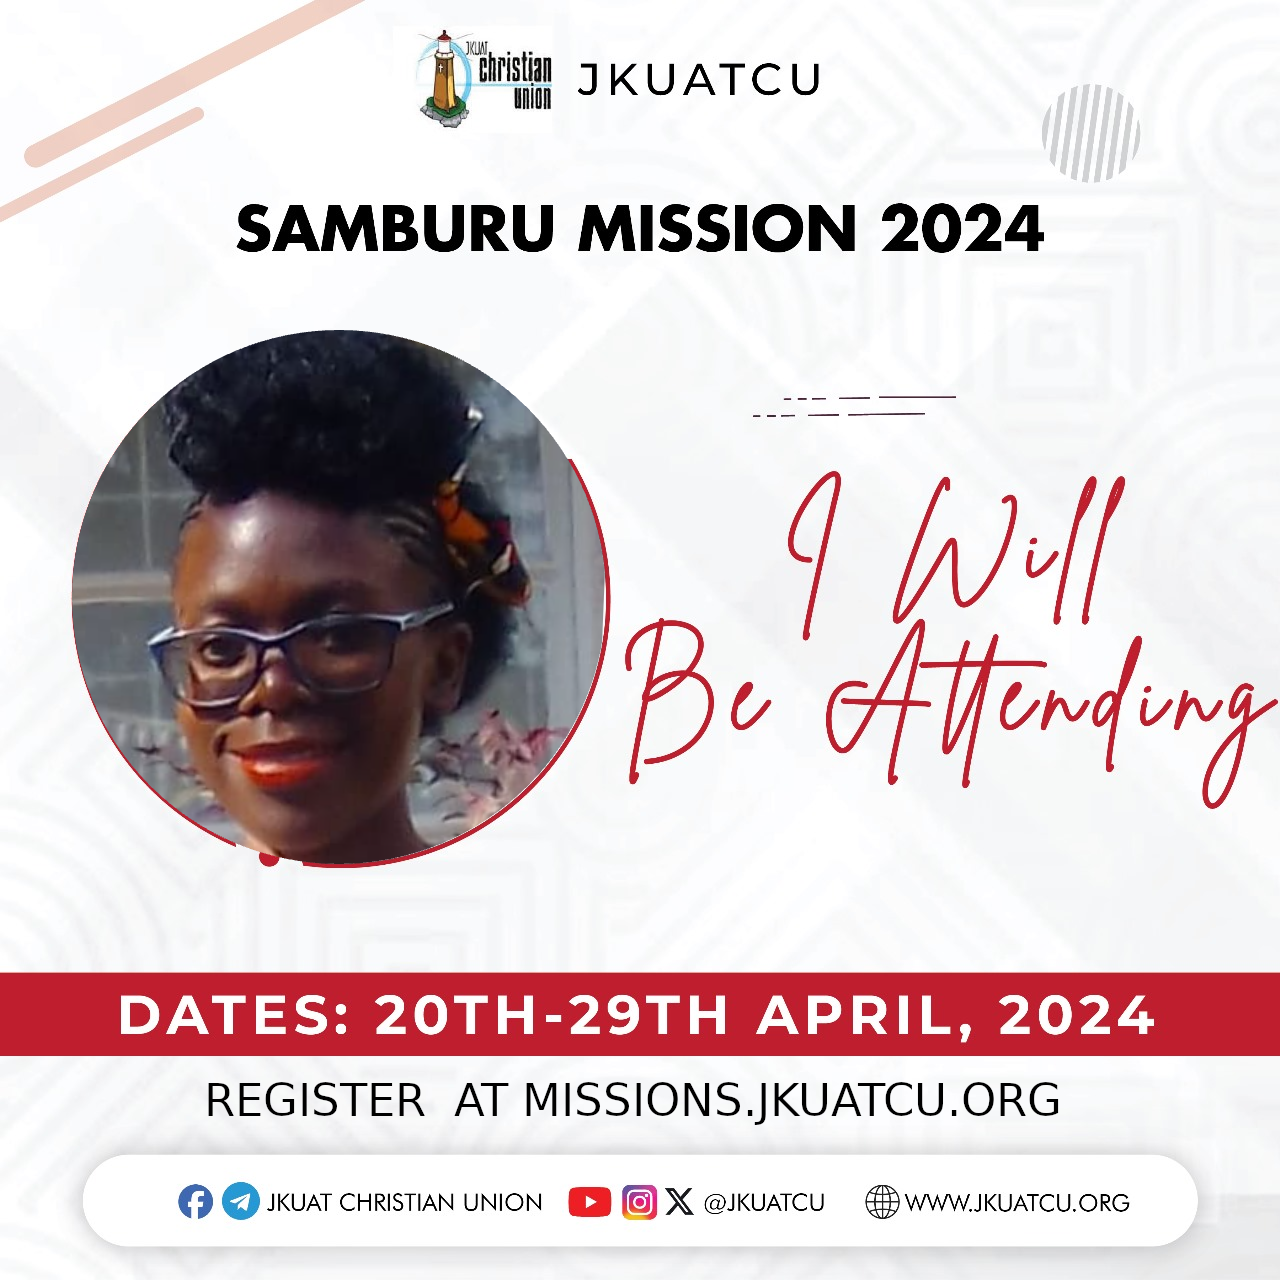 JKUAT
christian
union
JKUATCU
SAMBURU MISSION 2024
I Will
Be Attending
DATES: 20TH-29TH APRIL, 2024
REGISTER  AT MISSIONS.JKUATCU.ORG
JKUAT CHRISTIAN UNION @JKUATCU WWW.JKUATCU.ORG